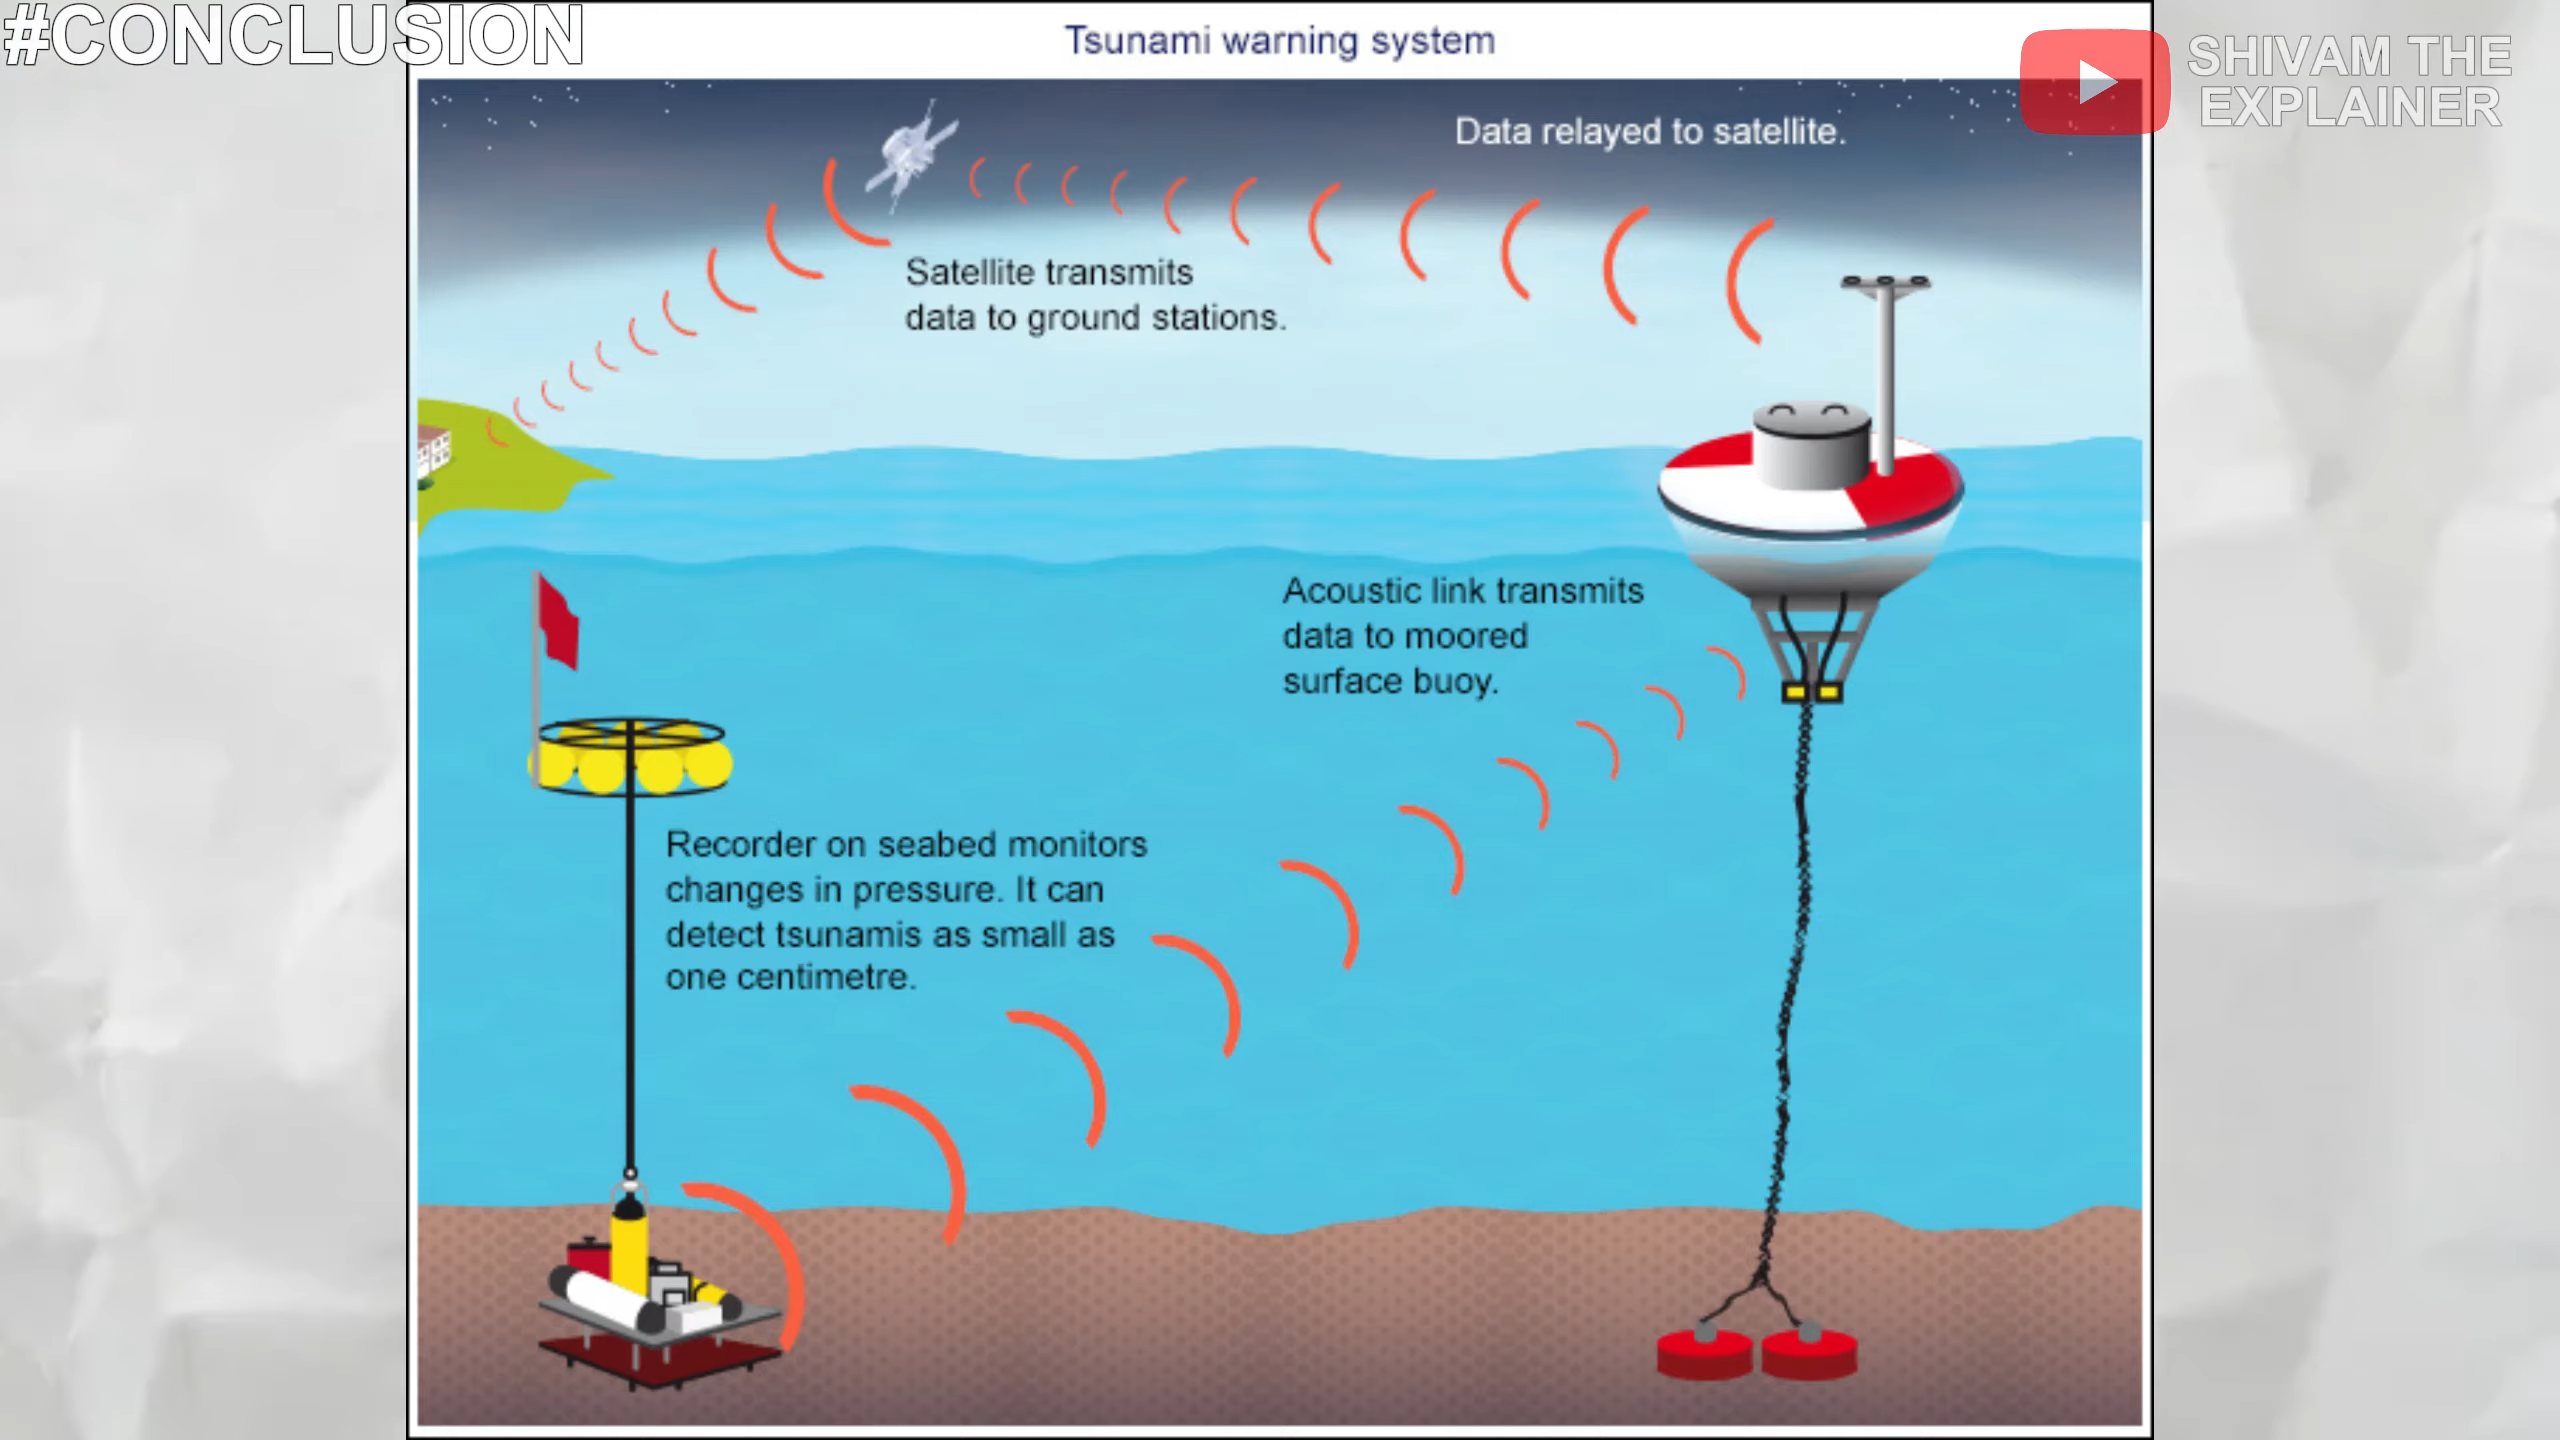 #CONCLUSION
Tsunami warning system
SHIVAM THE
EXPLAINER
Data relayed to satellite.
Satellite transmits
data to ground stations.
Acoustic link transmits
data to moored
surface buoy.
Recorder on seabed monitors
changes in pressure. It can
detect tsunamis as small as
one centimetre.